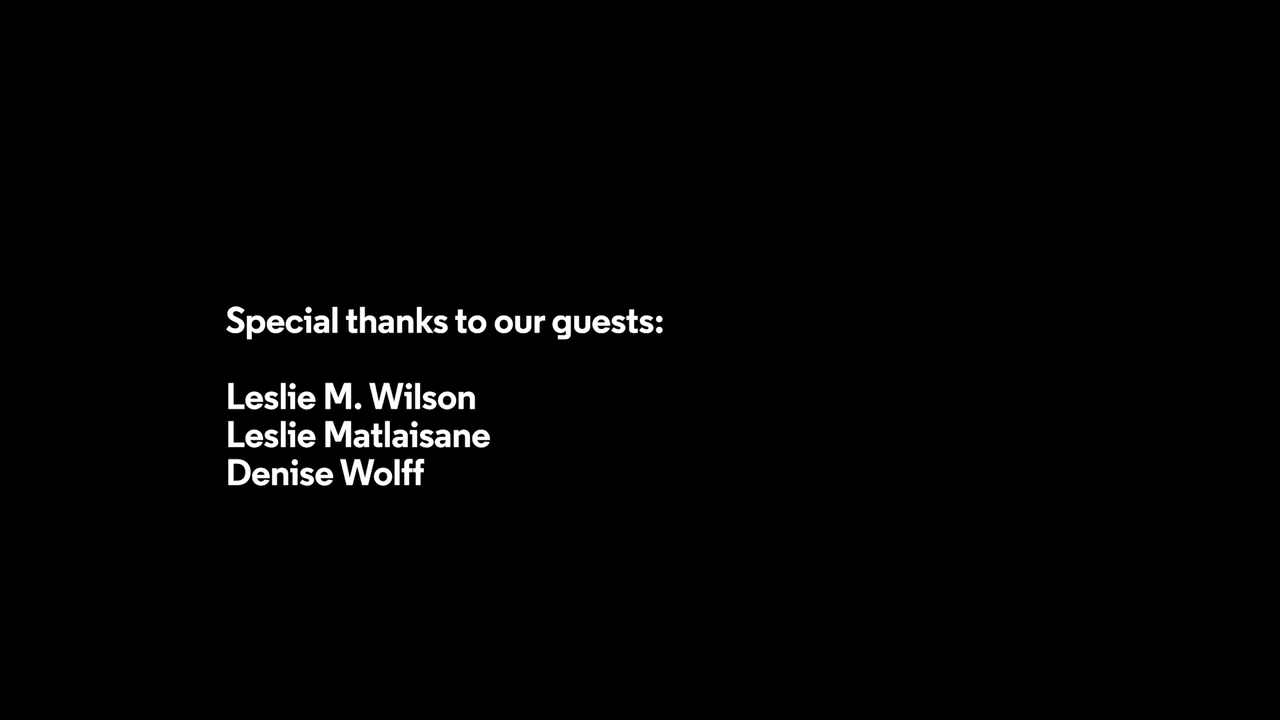 Special thanks to our guests:
Leslie M. Wilson
Leslie Matlaisane
Denise Wolff